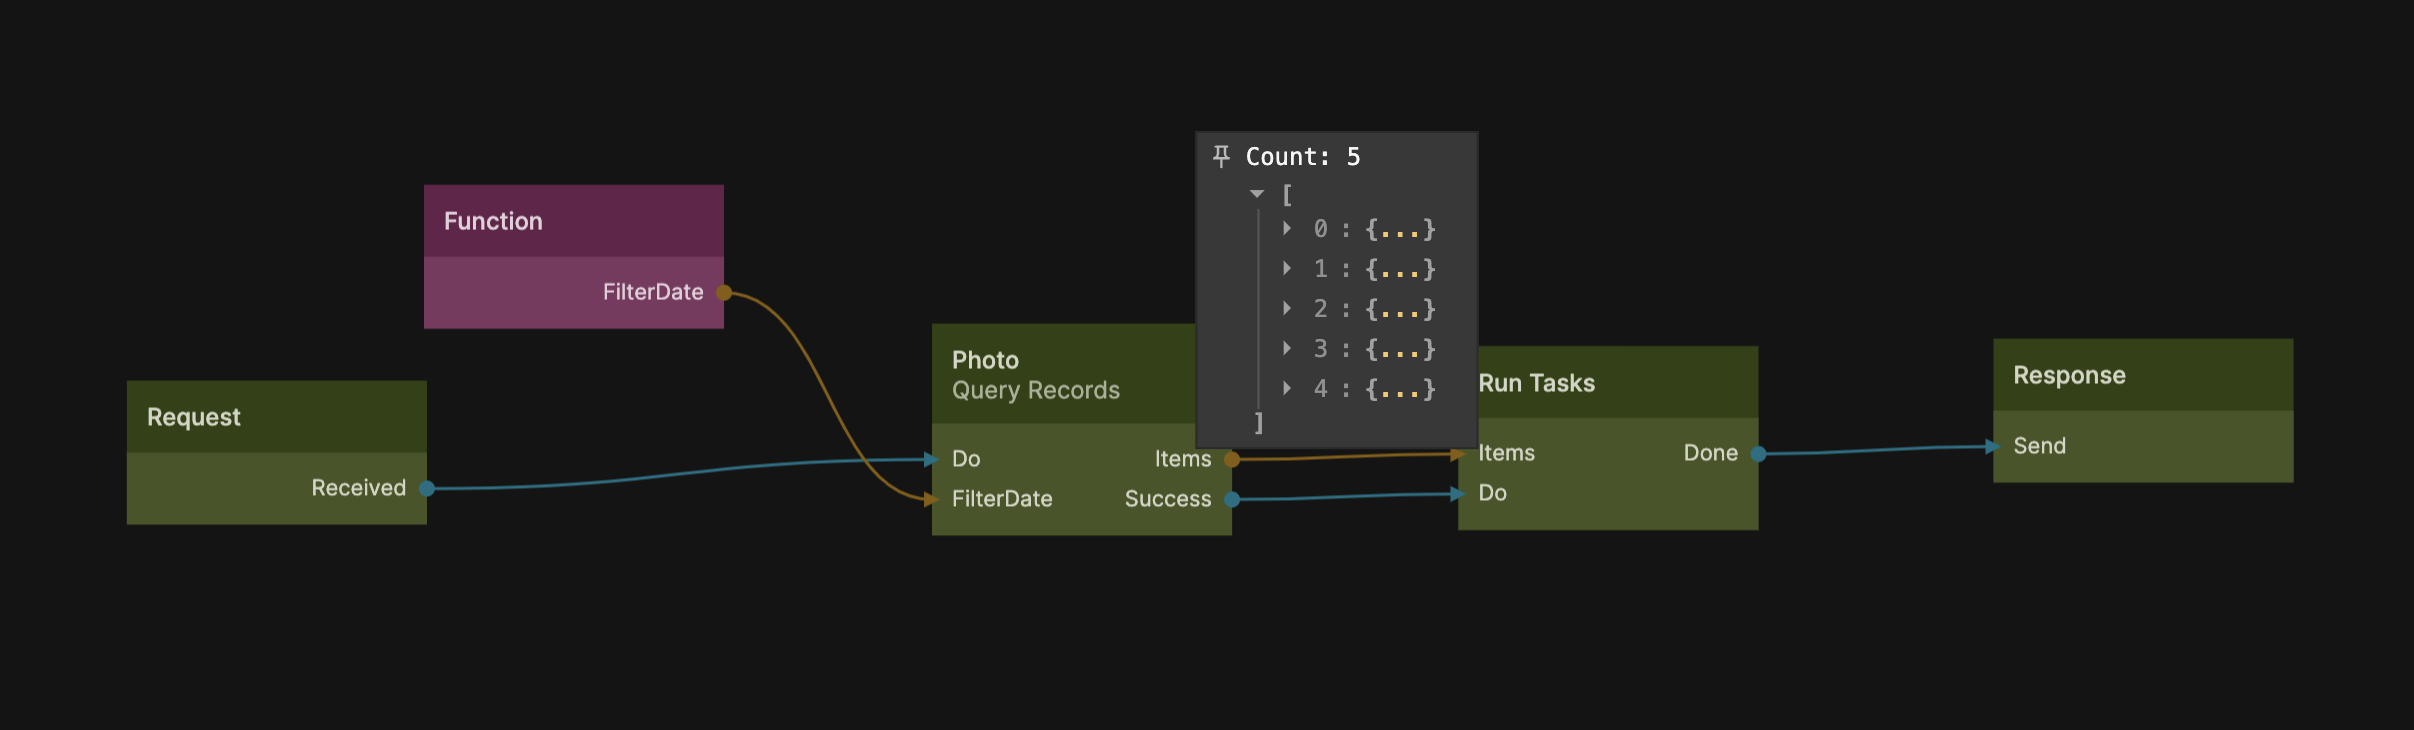 Function
FilterDate
Request
Received
Photo
Query Records
Do
FilterDate
Items
Success
Count: 5
[
0 : {...}
1 : {...}
2 : {...}
3 : {...}
4 : {...}
]
Run Tasks
Items
Do
Done
Response
Send